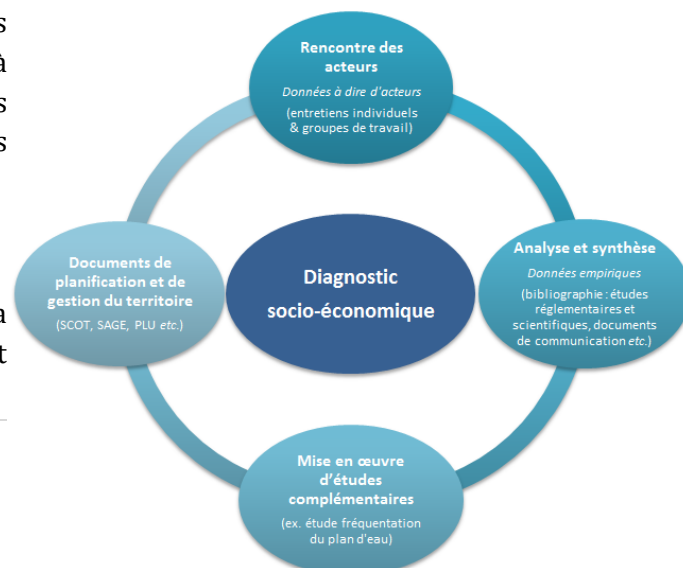 s
à
s
s
a
t
Rencontre des
acteurs
Données à dire d'acteurs
(entretiens individuels
& groupes de travail)
Documents de
planification et de
gestion du territoire
(SCOT, SAGE, PLU etc.)
Diagnostic
socio-économique
Analyse et synthèse
Données empiriques
(bibliographie : études
réglementaires et
scientifiques, documents
de communication etc.)
Mise en œuvre
d'études
complémentaires
(ex. étude fréquentation
du plan d'eau)